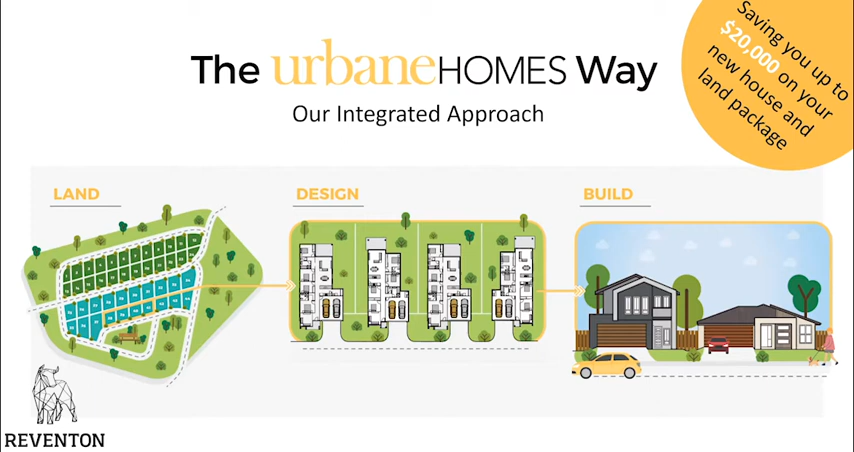 The urbaneHOMES Way
Our Integrated Approach
Saving you up to
$20,000 on your
new house and
land package
LAND
DESIGN
BUILD
REVENTON